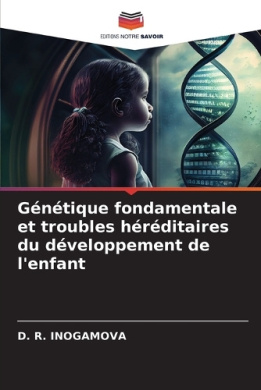 EDITIONS NOTRE SAVOIR
Génétique fondamentale
et troubles héréditaires
du développement de
l'enfant
D. R. INOGAMOVA